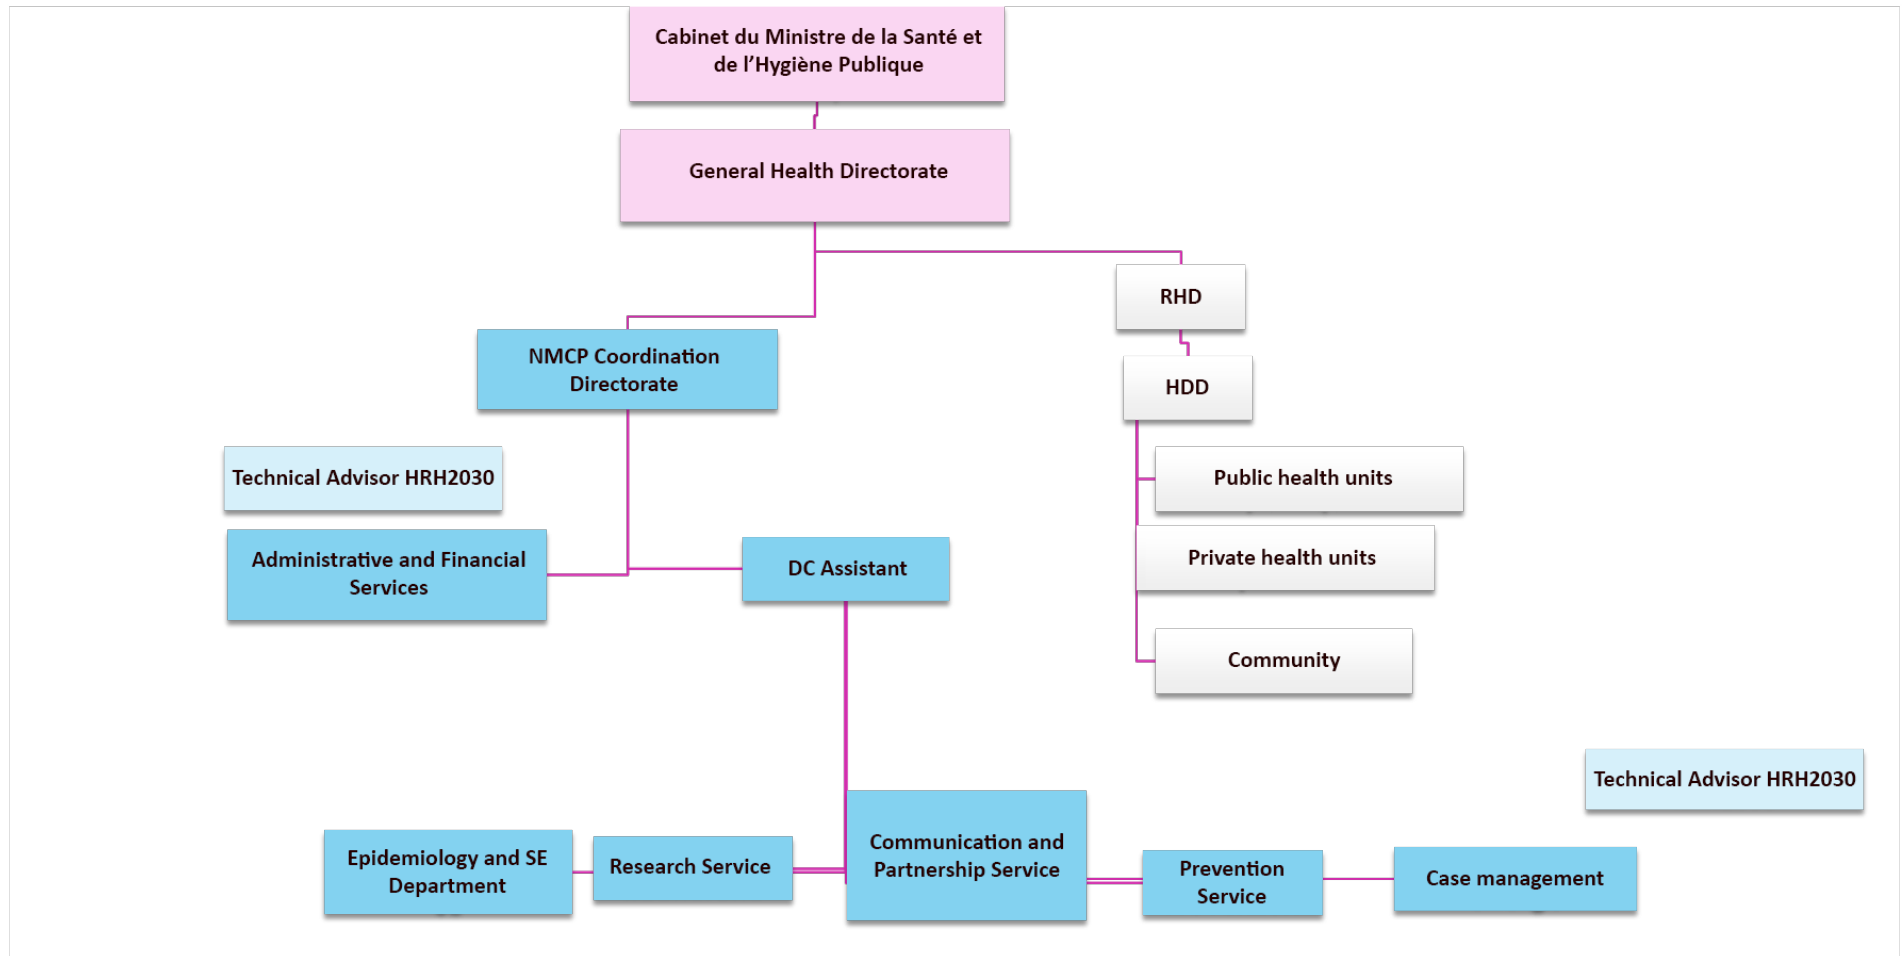 Cabinet du Ministre de la Santé et
de l’Hygiène Publique
General Health Directorate
RHD
NMCP Coordination
Directorate
HDD
Technical Advisor HRH2030
Public health units
Administrative and Financial
Services
DC Assistant
Private health units
Community
Technical Advisor HRH2030
Epidemiology and SE
Department
Research Service
Communication and
Partnership Service
Prevention
Service
Case management